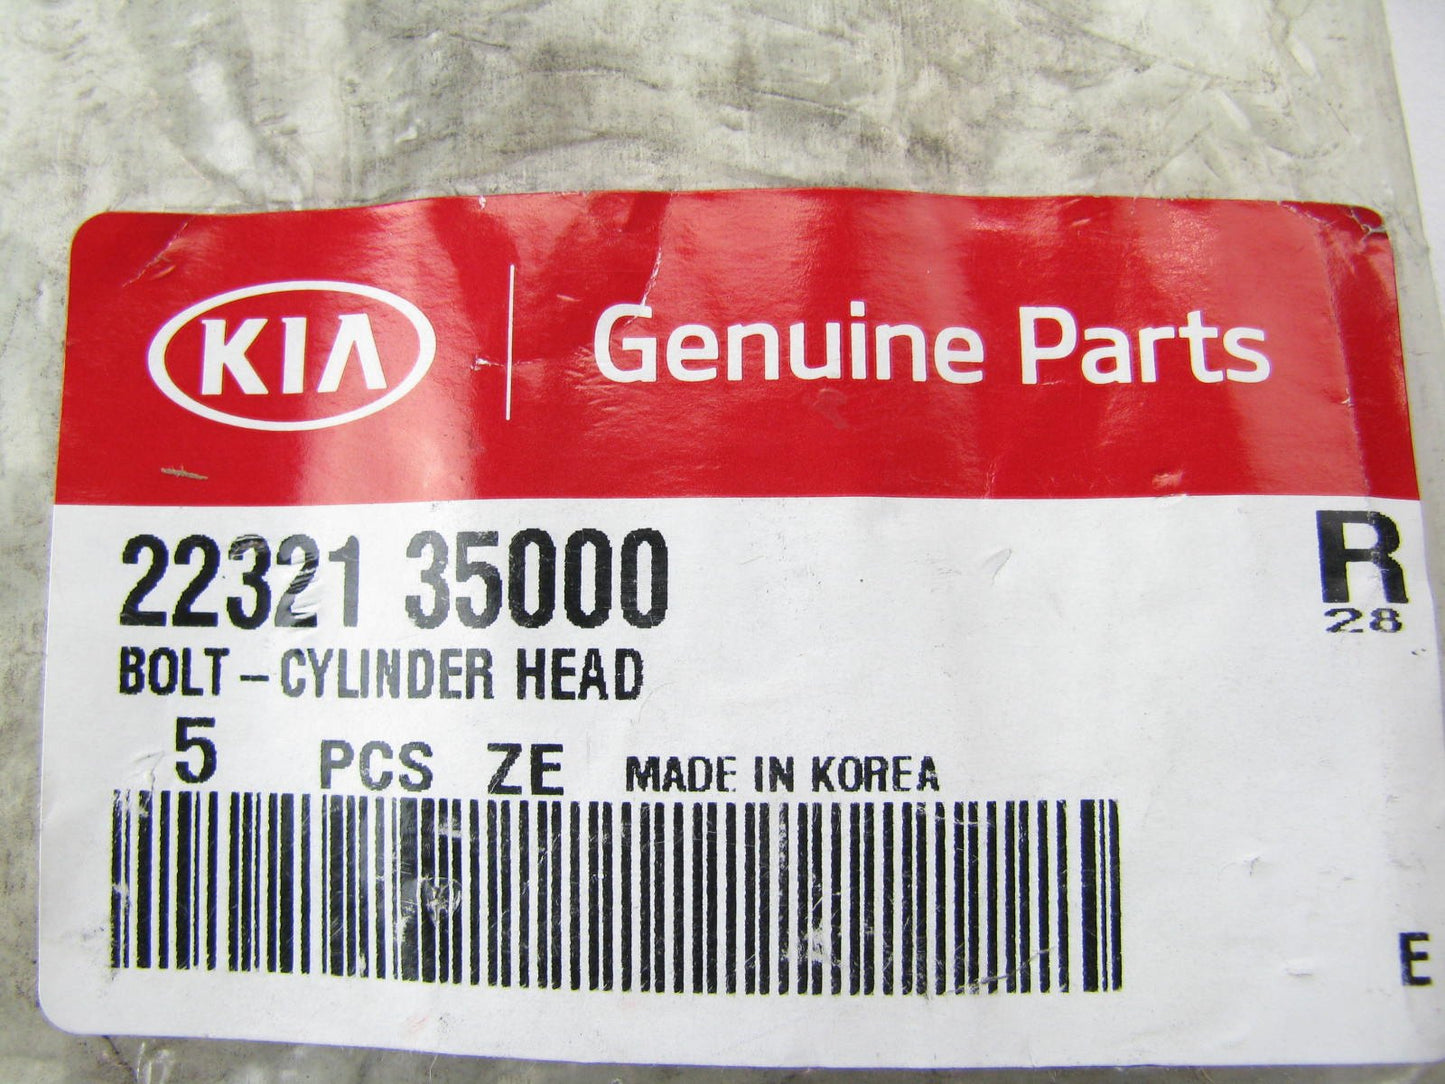 KIA Genuine Parts
22321 35000
R
28
BOLT - CYLINDER HEAD
5 PCS ZE MADE IN KOREA
E